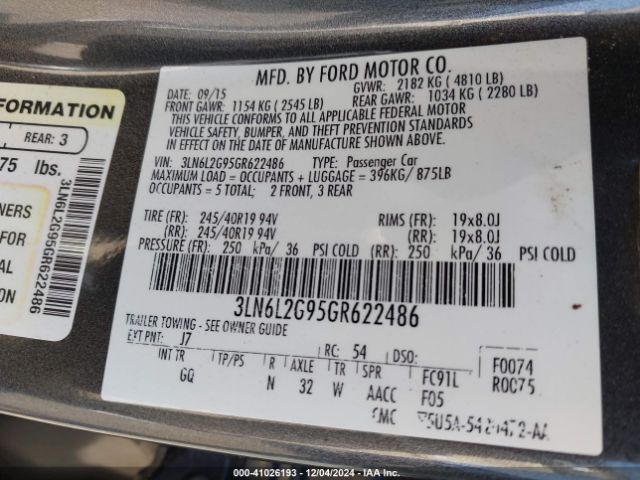 MFD. BY FORD MOTOR CO.
DATE: 09/15 GVWR: 2182 KG ( 4810 LB)
FRONT GAWR: 1154 KG ( 2545 LB) REAR GAWR: 1034 KG ( 2280 LB)
THIS VEHICLE CONFORMS TO ALL APPLICABLE FEDERAL MOTOR
VEHICLE SAFETY, BUMPER, AND THEFT PREVENTION STANDARDS
IN EFFECT ON THE DATE OF MANUFACTURE SHOWN ABOVE.
VIN: 3LN6L2G95GR622486 TYPE: Passenger Car
MAXIMUM LOAD = OCCUPANTS + LUGGAGE = 396KG/ 875LB
OCCUPANTS = 5 TOTAL; 2 FRONT, 3 REAR
TIRE (FR): 245/40R19 94V RIMS (FR): 19x8.0J
(RR): 245/40R19 94V (RR): 19x8.0J
PRESSURE (FR): 250 kPa/ 36 PSI COLD (RR): 250 kPa/ 36 PSI COLD
3LN6L2G95GR622486
TRAILER TOWING - SEE OWNER GUIDE
EXT PNT: J7 RC: 54 DSO: F0074
INT TR TP/PS R AXLE TR SPR FC91L R0C75
GQ N 32 W AACC F05
FORMATION
REAR: 3
75 lbs.
3LN6L2G95GR622486
NERS
FOR
AL
N
000-41026193 - 12/04/2024 - IAA Inc.